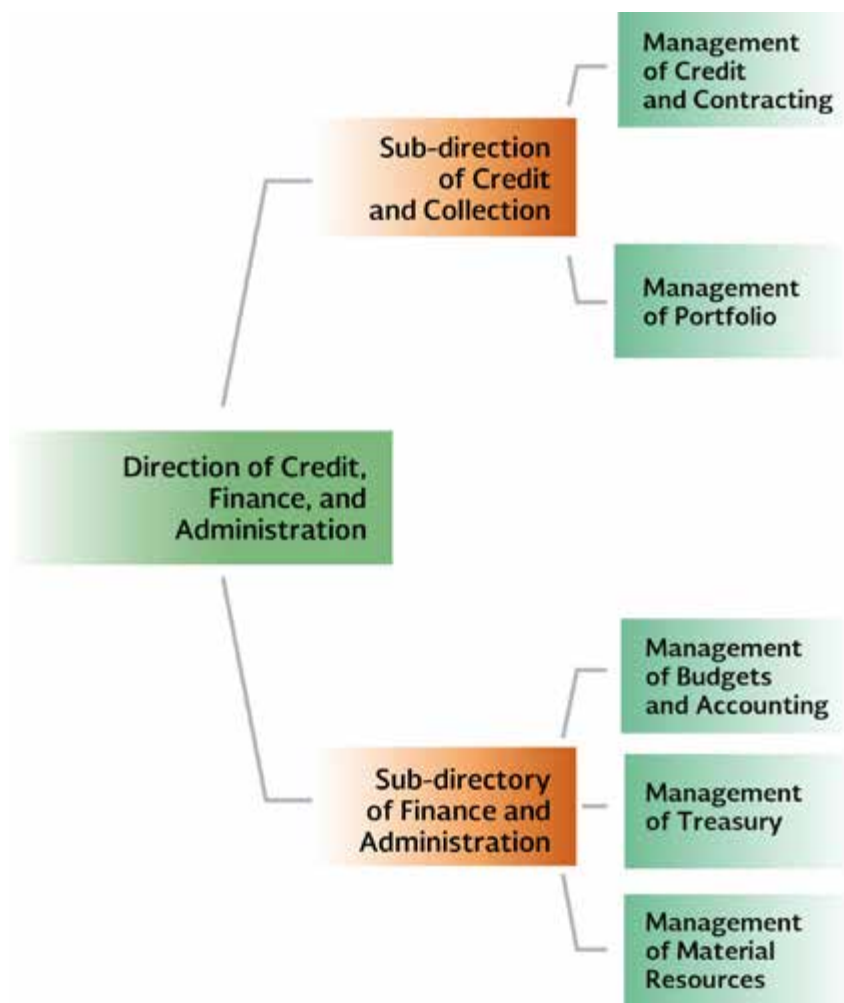 Management
of Credit
and Contracting
Sub-direction
of Credit
and Collection
Management
of Portfolio
Direction of Credit,
Finance, and
Administration
Management
of Budgets
and Accounting
Sub-directory
of Finance and
Administration
Management
of Treasury
Management
of Material
Resources